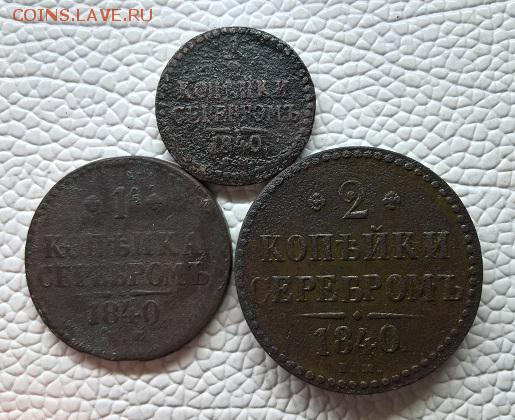 COINS.LAVE.RU
КОПѢЙКИ
СЕРЕБРОМЪ
1840.
1
КОПѢЙКА
СЕРЕБРОМЪ
1840
2
КОПѢЙКИ
СЕРЕБРОМЪ
1840